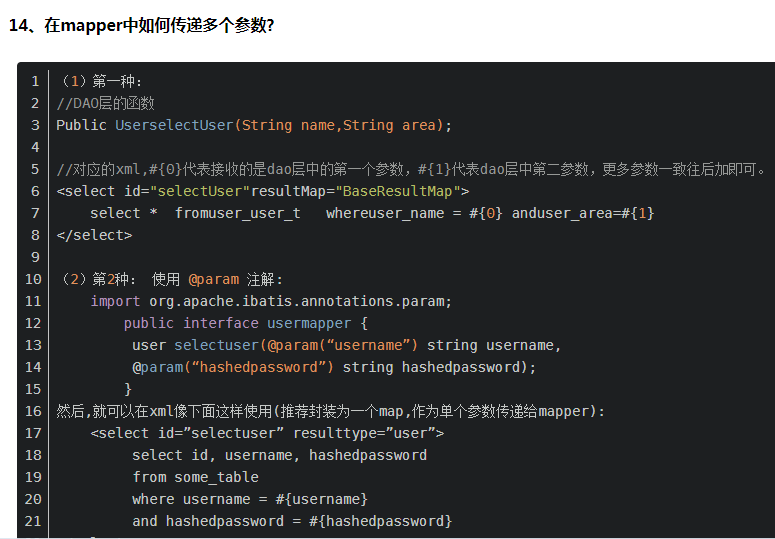 14、在mapper中如何传递多个参数?
1 （1）第一种：
2 //DAO层的函数
3 Public UserselectUser(String name,String area);
4
5 //对应的xml,#{0}代表接收的是dao层中的第一个参数，#{1}代表dao层中第二参数，更多参数一致往后加即可。
6 <select id="selectUser"resultMap="BaseResultMap">
7 select *  fromuser_user_t   whereuser_name = #{0} anduser_area=#{1}
8 </select>
9
10 （2）第2种： 使用 @param 注解:
11 import org.apache.ibatis.annotations.param;
12 public interface usermapper {
13 user selectuser(@param(“username”) string username,
14 @param(“hashedpassword”) string hashedpassword);
15 }
16 然后,就可以在xml像下面这样使用(推荐封装为一个map,作为单个参数传递给mapper):
17 <select id=”selectuser” resulttype=”user”>
18 select id, username, hashedpassword
19 from some_table
20 where username = #{username}
21 and hashedpassword = #{hashedpassword}